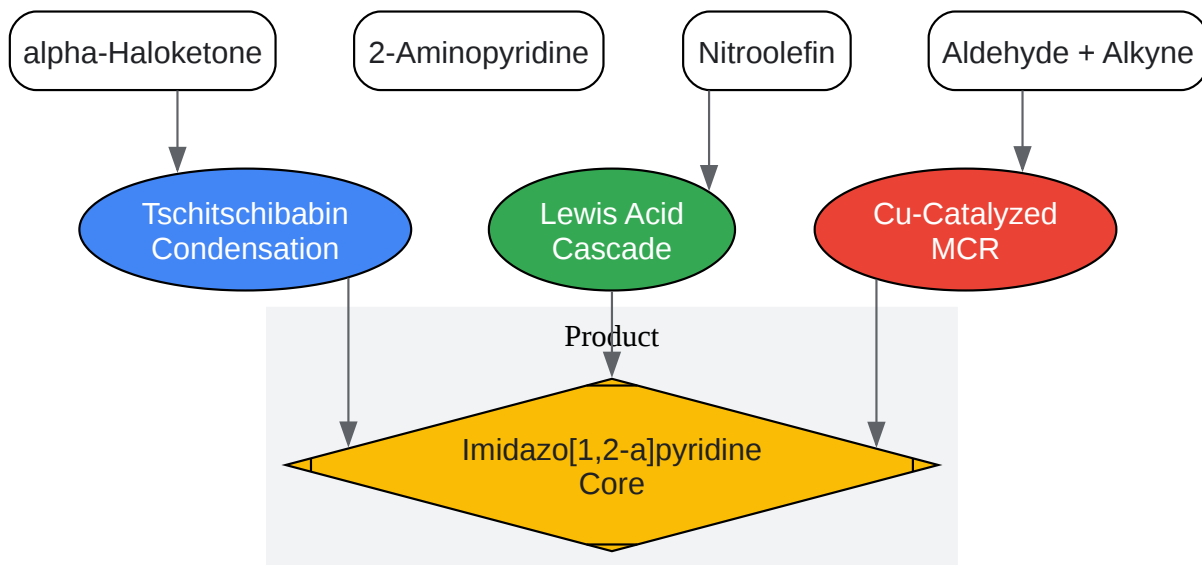 alpha-Haloketone
2-Aminopyridine
Nitroolefin
Aldehyde + Alkyne
Tschitschibabin
Condensation
Lewis Acid
Cascade
Cu-Catalyzed
MCR
Product
Imidazo[1,2-a]pyridine
Core